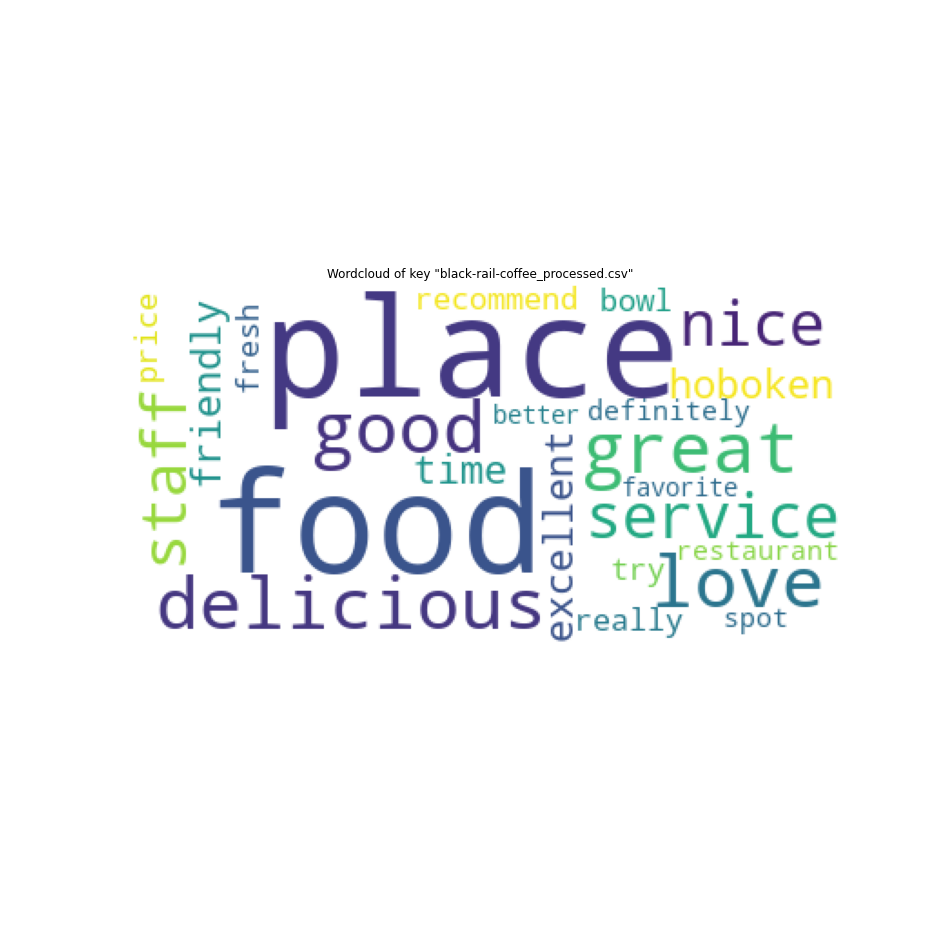 Wordcloud of key "black-rail-coffee_processed.csv"
price
friendly
fresh
place
recommend
bowl
nice
hoboken
staff
good
better
definitely
great
time
excellent
favorite
food
service
restaurant
try
love
delicious
really
spot